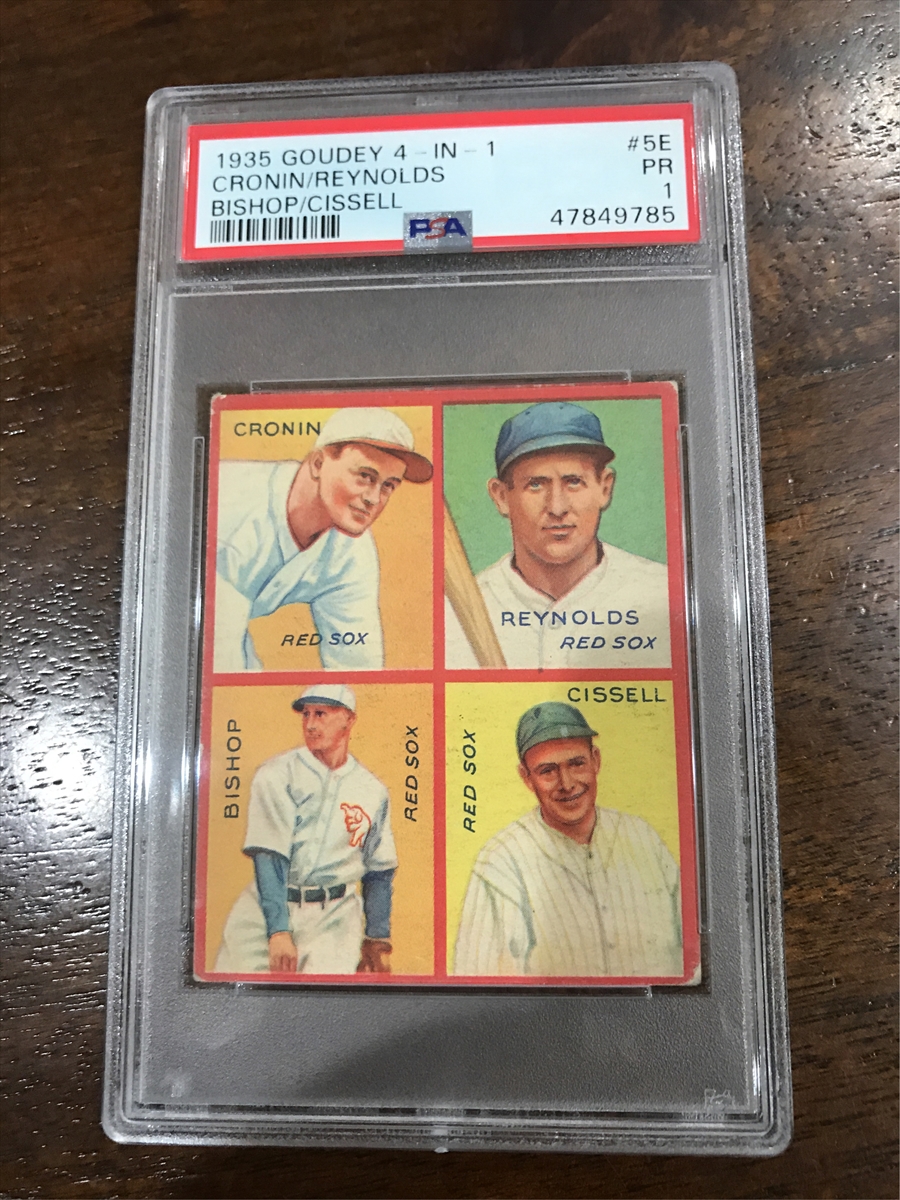 1935 GOUDEY 4-IN-1 #5E
CRONIN/REYNOLDS PR
BISHOP/CISSELL 1
PSA 47849785
CRONIN
RED SOX
REYNOLDS
RED SOX
BISHOP
RED SOX
CISSELL
RED SOX